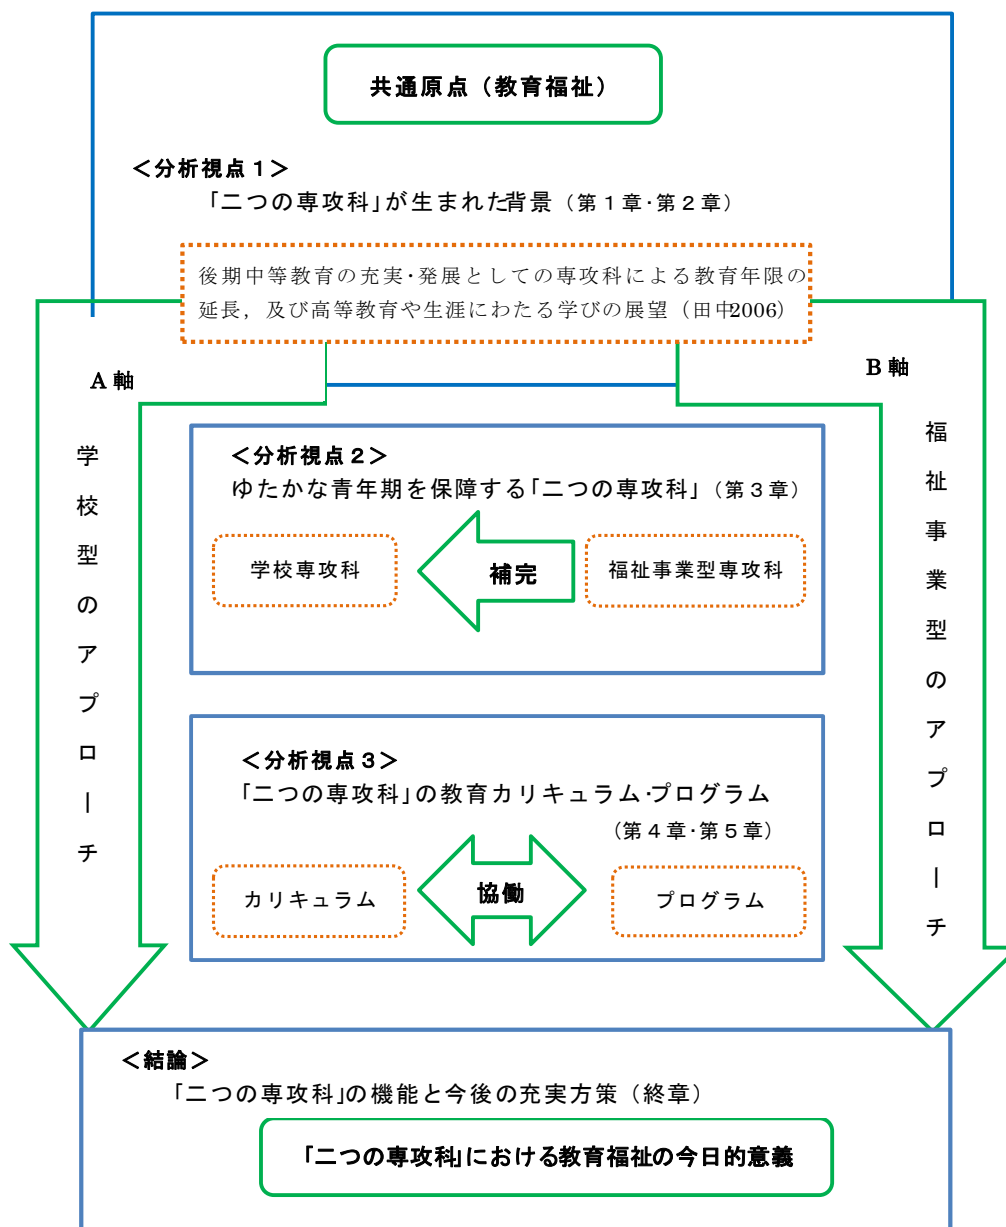 共通原点（教育福祉）
＜分析視点１＞
「二つの専攻科」が生まれた背景（第１章・第２章）
後期中等教育の充実・発展としての専攻科による教育年限の
延長，及び高等教育や生涯にわたる学びの展望（田中2006）
A 軸
B 軸
学校型のアプローチ
福祉事業型のアプローチ
＜分析視点２＞
ゆたかな青年期を保障する「二つの専攻科」（第３章）
学校専攻科
補完
福祉事業型専攻科
＜分析視点３＞
「二つの専攻科」の教育カリキュラム・プログラム
（第４章・第５章）
カリキュラム
協働
プログラム
＜結論＞
「二つの専攻科」の機能と今後の充実方策（終章）
「二つの専攻科」における教育福祉の今日的意義